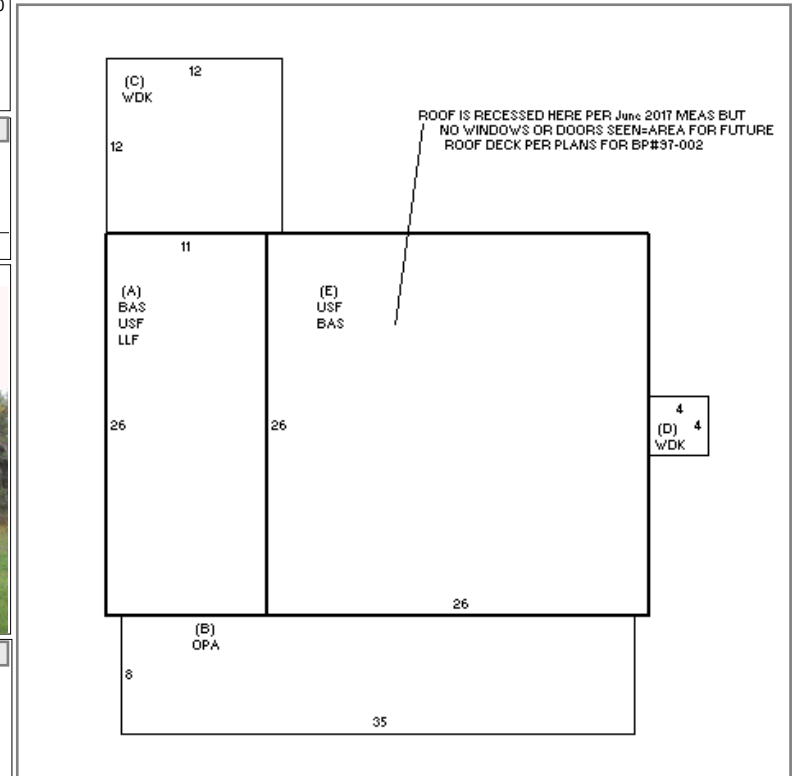 12
(C)
WDK
12
ROOF IS RECESSED HERE PER June 2017 MEAS BUT
NO WINDOWS OR DOORS SEEN=AREA FOR FUTURE
ROOF DECK PER PLANS FOR BP#97-002
11
(A)
BAS
USF
LLF
(E)
USF
BAS
26
26
4
(D) 4
WDK
26
(B)
OPA
8
35